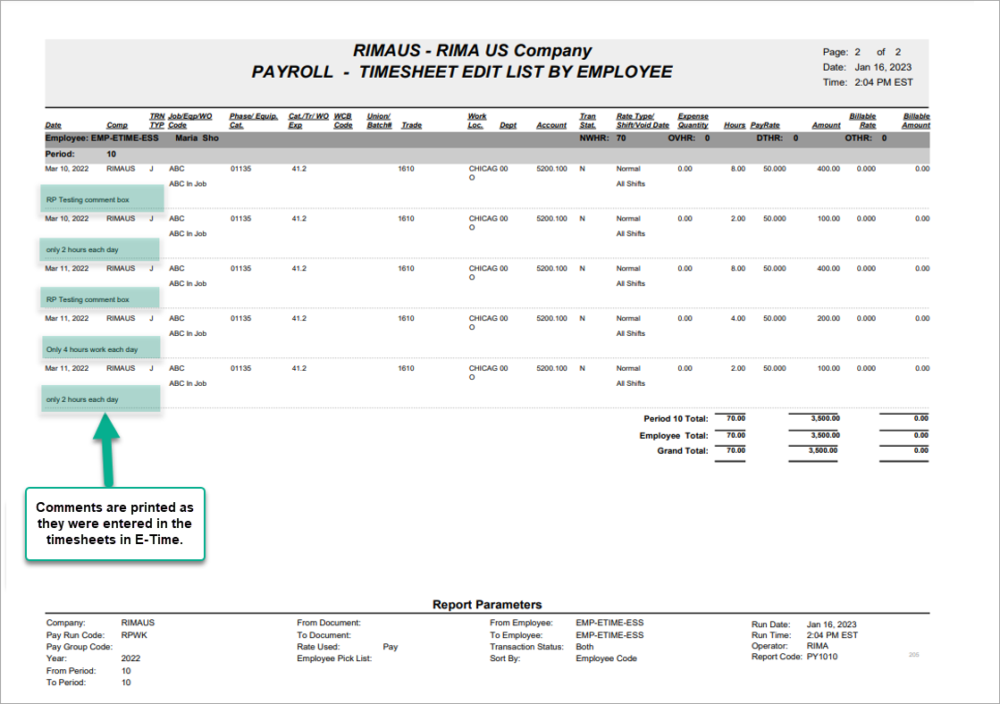 RIMAUS - RIMA US Company
PAYROLL - TIMESHEET EDIT LIST BY EMPLOYEE
Page: 2 of 2
Date: Jan 16, 2023
Time: 2:04 PM EST
TRN Job/Eqp/WO Phase/ Equip. Cat./Tr/ WO WCB Union/ Work Tran Rate Type/ Expense Billable Billable
Date Comp TYP Code Cat. Exp Code Batch# Trade Loc. Dept Account Stat. Shift/Void Date Quantity Hours PayRate Amount Rate Amount
Employee: EMP-ETIME-ESS Maria Sho NWHR: 70 OVHR: 0 DTHR: 0 OTHR: 0
Period: 10
Mar 10, 2022 RIMAUS J ABC 01135 41.2 1610 CHICAG 00 5200.100 N Normal 0.00 8.00 50.000 400.00 0.000 0.00
O
ABC In Job All Shifts
RP Testing comment box
Mar 10, 2022 RIMAUS J ABC 01135 41.2 1610 CHICAG 00 5200.100 N Normal 0.00 2.00 50.000 100.00 0.000 0.00
O
ABC In Job All Shifts
only 2 hours each day
Mar 11, 2022 RIMAUS J ABC 01135 41.2 1610 CHICAG 00 5200.100 N Normal 0.00 8.00 50.000 400.00 0.000 0.00
O
ABC In Job All Shifts
RP Testing comment box
Mar 11, 2022 RIMAUS J ABC 01135 41.2 1610 CHICAG 00 5200.100 N Normal 0.00 4.00 50.000 200.00 0.000 0.00
O
ABC In Job All Shifts
Only 4 hours work each day
Mar 11, 2022 RIMAUS J ABC 01135 41.2 1610 CHICAG 00 5200.100 N Normal 0.00 2.00 50.000 100.00 0.000 0.00
O
ABC In Job All Shifts
only 2 hours each day
Period 10 Total: 70.00 3,500.00 0.00
Employee Total: 70.00 3,500.00 0.00
Grand Total: 70.00 3,500.00 0.00
Comments are printed as
they were entered in the
timesheets in E-Time.
Report Parameters
Company: RIMAUS From Document: From Employee: EMP-ETIME-ESS Run Date: Jan 16, 2023
Pay Run Code: RPWK To Document: To Employee: EMP-ETIME-ESS Run Time: 2:04 PM EST
Pay Group Code: Rate Used: Pay Transaction Status: Both Operator: RIMA
Year: 2022 Employee Pick List: Sort By: Employee Code Report Code: PY1010
205
From Period: 10
To Period: 10